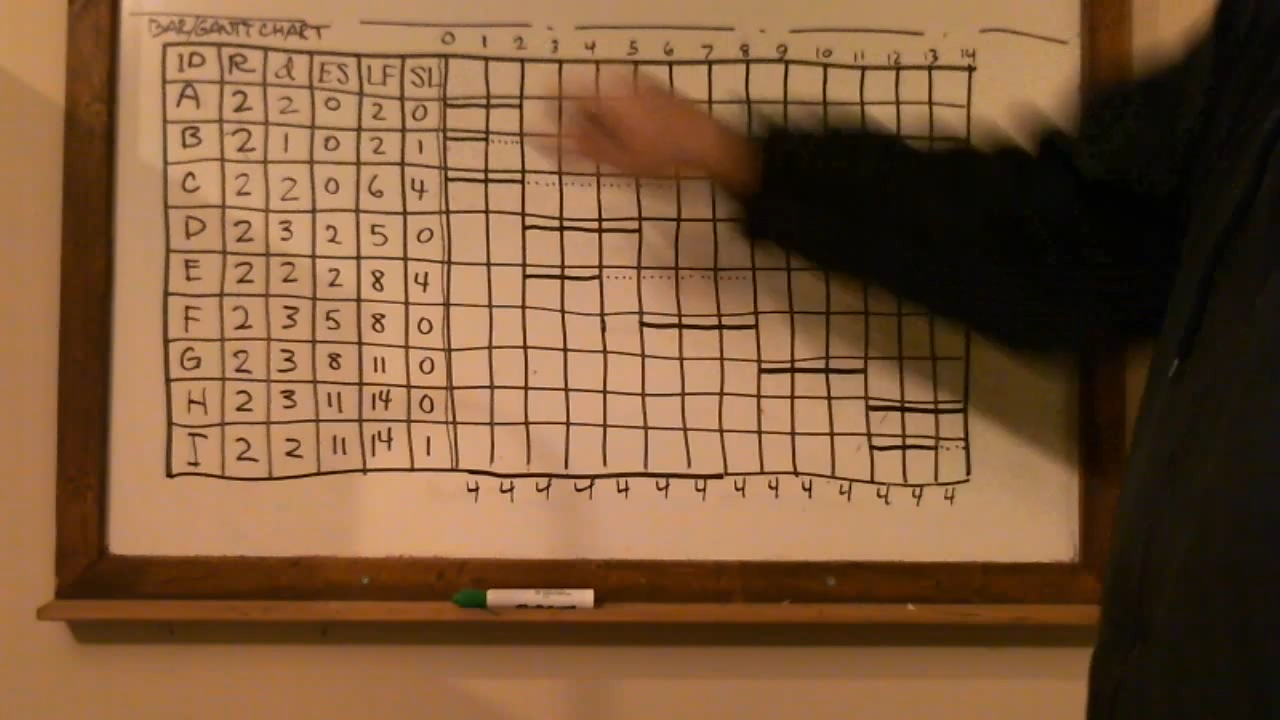 BAR/GANTT CHART
0 1 2 3 4 5 6 7 8 9 10 11 12 13 14
ID R d ES LF SL
A 2 2 0 2 0
B 2 1 0 2 1
C 2 2 0 6 4
D 2 3 2 5 0
E 2 2 2 8 4
F 2 3 5 8 0
G 2 3 8 11 0
H 2 3 11 14 0
I 2 2 11 14 1
4 4 4 4 4 4 4 4 4 4 4 4 4 4